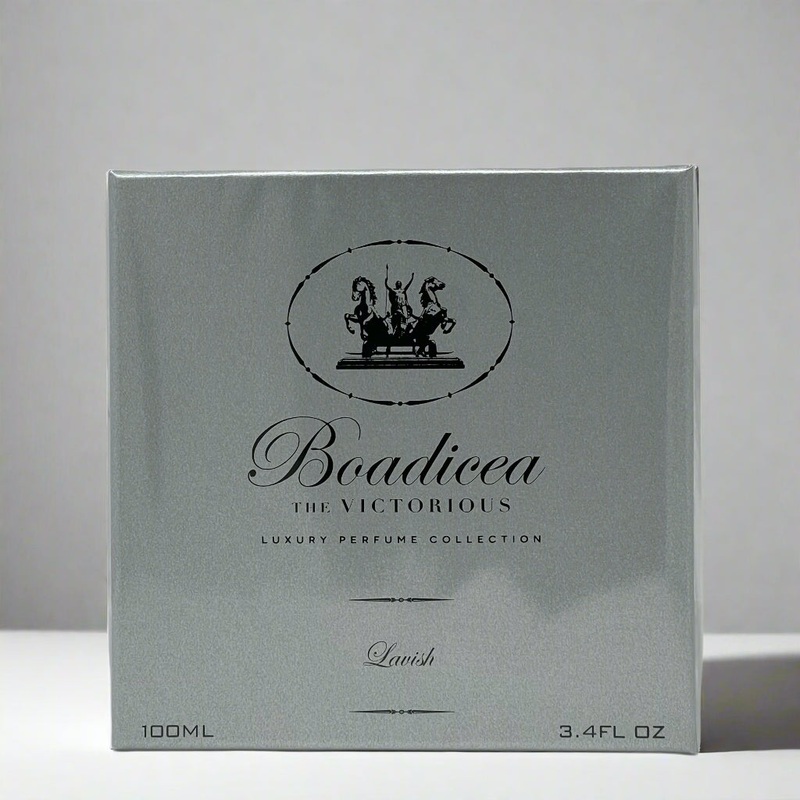 Boadicea
THE VICTORIOUS
LUXURY PERFUME COLLECTION
Lavish
100ML 3.4FL OZ